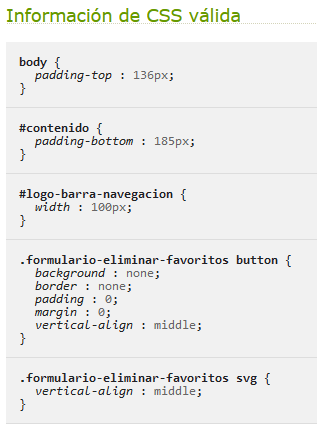 Información de CSS válida
body {
padding-top : 136px;
}
#contenido {
padding-bottom : 185px;
}
#logo-barra-navegacion {
width : 100px;
}
.formulario-eliminar-favoritos button {
background : none;
border : none;
padding : 0;
margin : 0;
vertical-align : middle;
}
.formulario-eliminar-favoritos svg {
vertical-align : middle;
}